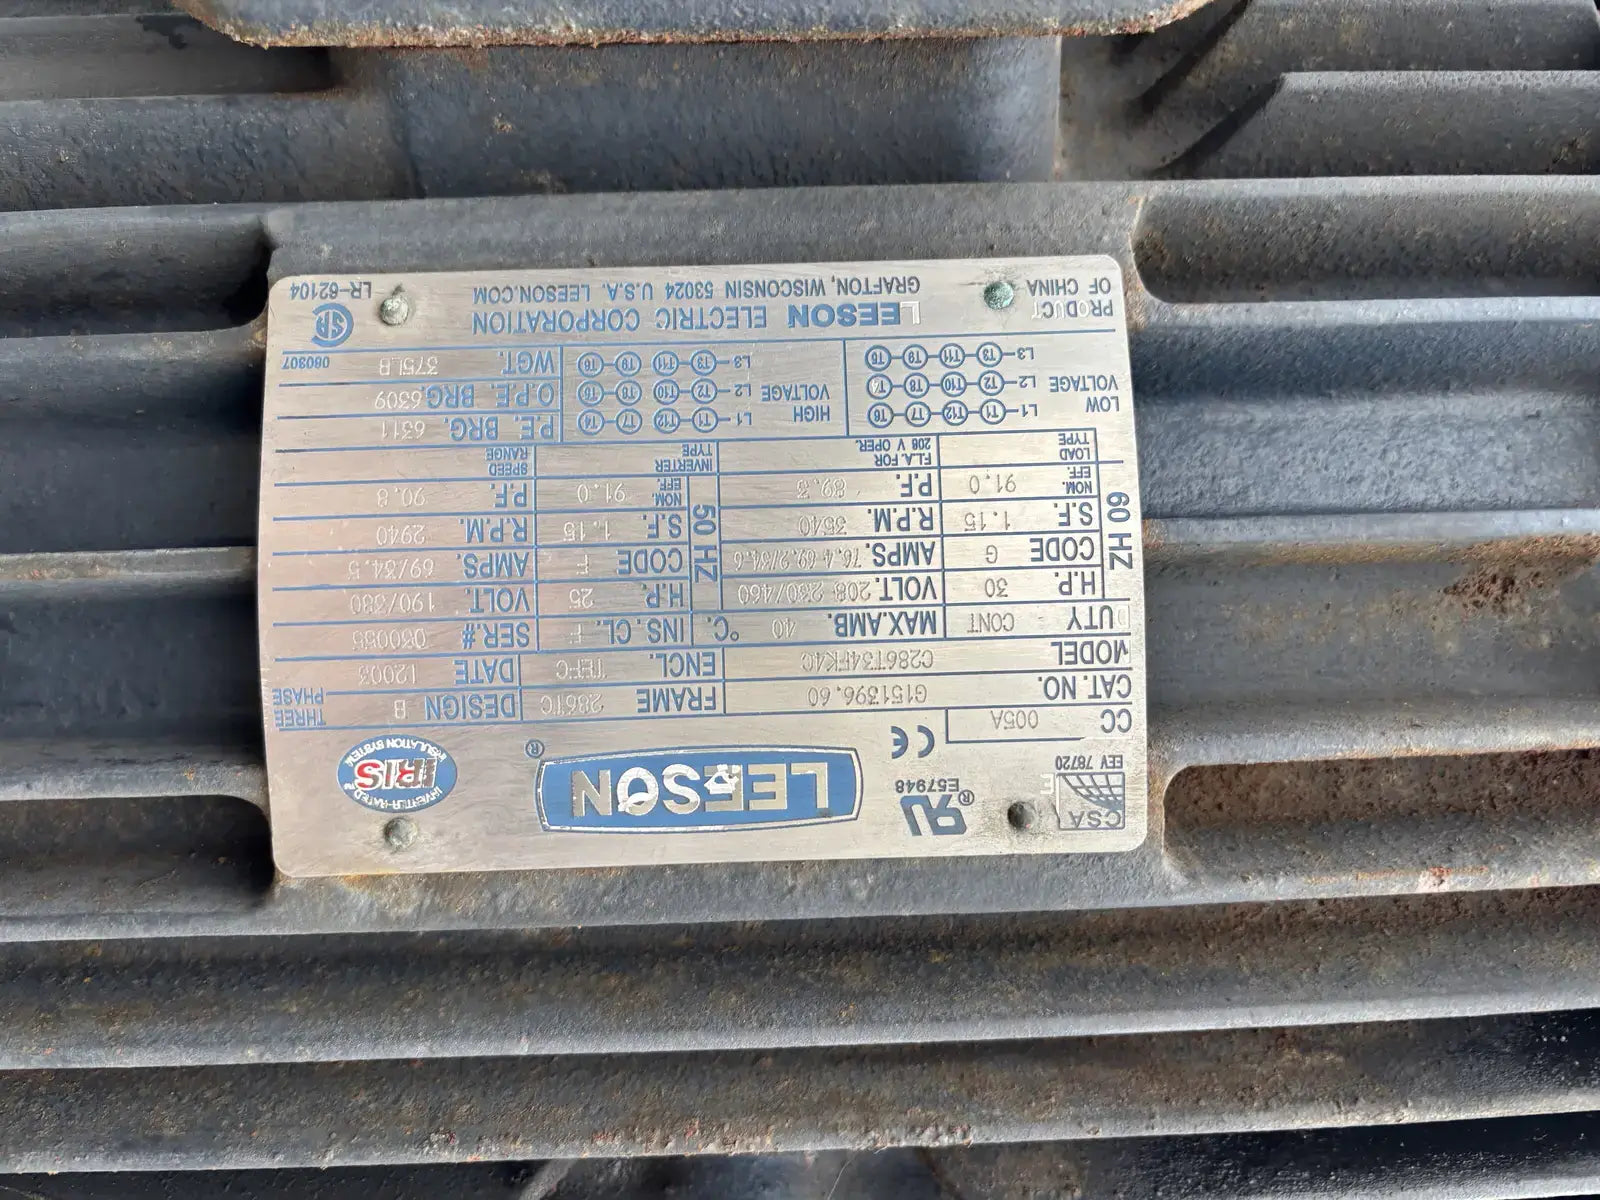 CSA
EEV 78720
E57948
LEESON ®
IRIS
INSULATION SYSTEM
CC 005A
CAT. NO. G151396.60 FRAME 286TC DESIGN B THREE PHASE
MODEL C286T34FK4C ENCL. TEFC DATE
DUTY CONT MAX.AMB. 40 °C. INS. CL. F SER.# 030055
60 HZ H.P. 30 VOLT. 208-230/460 50 HZ H.P. 25 VOLT. 190/380
CODE G AMPS. 76.4-69.2/34.6 CODE F AMPS. 69/34.5
S.F. 1.15 R.P.M. 3540 S.F. 1.15 R.P.M. 2940
NOM. EFF. 91.0 P.F. 89.3 NOM. EFF. 91.0 P.F. 90.8
LOAD TYPE F.L.A. FOR 208 V OPER. INVERTER TYPE SPEED RANGE
LOW VOLTAGE HIGH VOLTAGE P.E. BRG. 6311
L1 T1 T12 T7 T6 L1 T1 T12 T7 T4 O.P.E. BRG. 6309
L2 T2 T10 T8 T4 L2 T2 T10 T8
L3 T3 T11 T9 T5 L3 T3 T11 T9 T6 WGT. 375LB
080307
PRODUCT OF CHINA
LEESON ELECTRIC CORPORATION
GRAFTON, WISCONSIN 53024 U.S.A. LEESON.COM
LR-62104